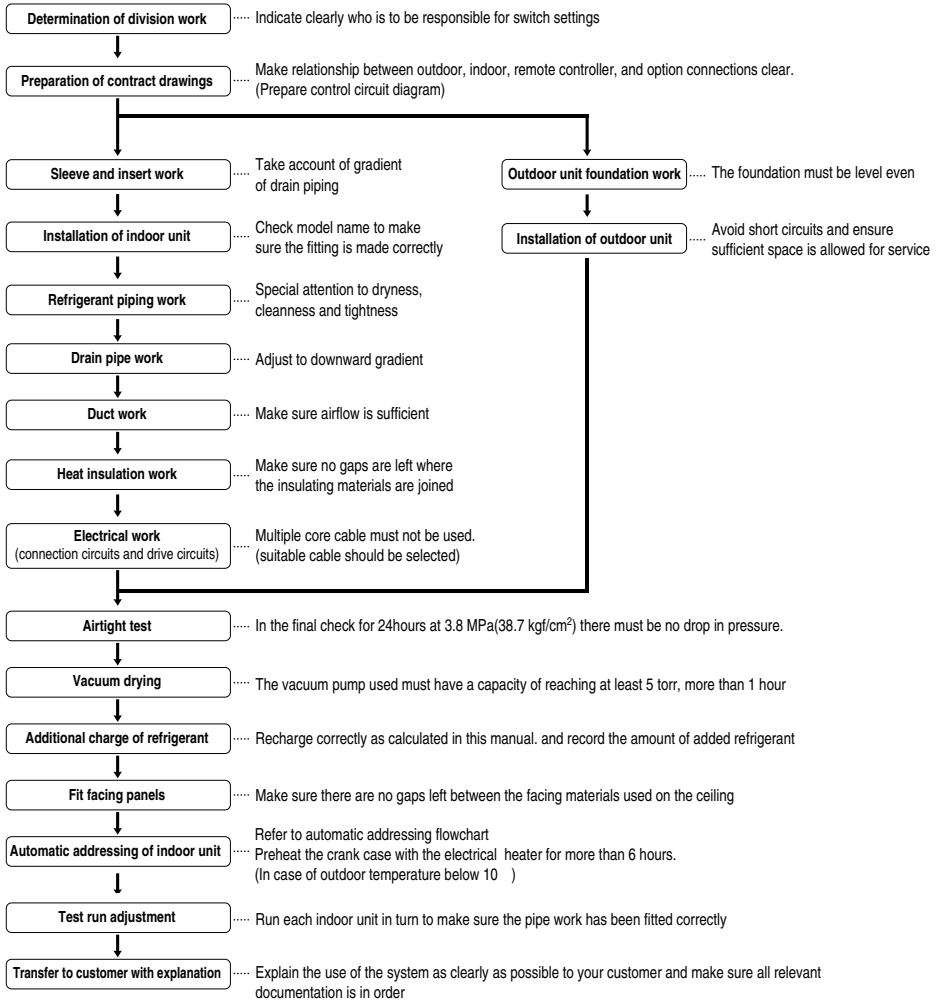 Determination of division work ..... Indicate clearly who is to be responsible for switch settings
Preparation of contract drawings ..... Make relationship between outdoor, indoor, remote controller, and option connections clear.
(Prepare control circuit diagram)
Sleeve and insert work ..... Take account of gradient
of drain piping
Outdoor unit foundation work ..... The foundation must be level even
Installation of indoor unit ..... Check model name to make
sure the fitting is made correctly
Installation of outdoor unit ..... Avoid short circuits and ensure
sufficient space is allowed for service
Refrigerant piping work ..... Special attention to dryness,
cleanness and tightness
Drain pipe work ..... Adjust to downward gradient
Duct work ..... Make sure airflow is sufficient
Heat insulation work ..... Make sure no gaps are left where
the insulating materials are joined
Electrical work
(connection circuits and drive circuits) ..... Multiple core cable must not be used.
(suitable cable should be selected)
Airtight test ..... In the final check for 24hours at 3.8 MPa(38.7 kgf/cm²) there must be no drop in pressure.
Vacuum drying ..... The vacuum pump used must have a capacity of reaching at least 5 torr, more than 1 hour
Additional charge of refrigerant ..... Recharge correctly as calculated in this manual. and record the amount of added refrigerant
Fit facing panels ..... Make sure there are no gaps left between the facing materials used on the ceiling
Automatic addressing of indoor unit ..... Refer to automatic addressing flowchart
Preheat the crank case with the electrical heater for more than 6 hours.
(In case of outdoor temperature below 10 )
Test run adjustment ..... Run each indoor unit in turn to make sure the pipe work has been fitted correctly
Transfer to customer with explanation ..... Explain the use of the system as clearly as possible to your customer and make sure all relevant
documentation is in order